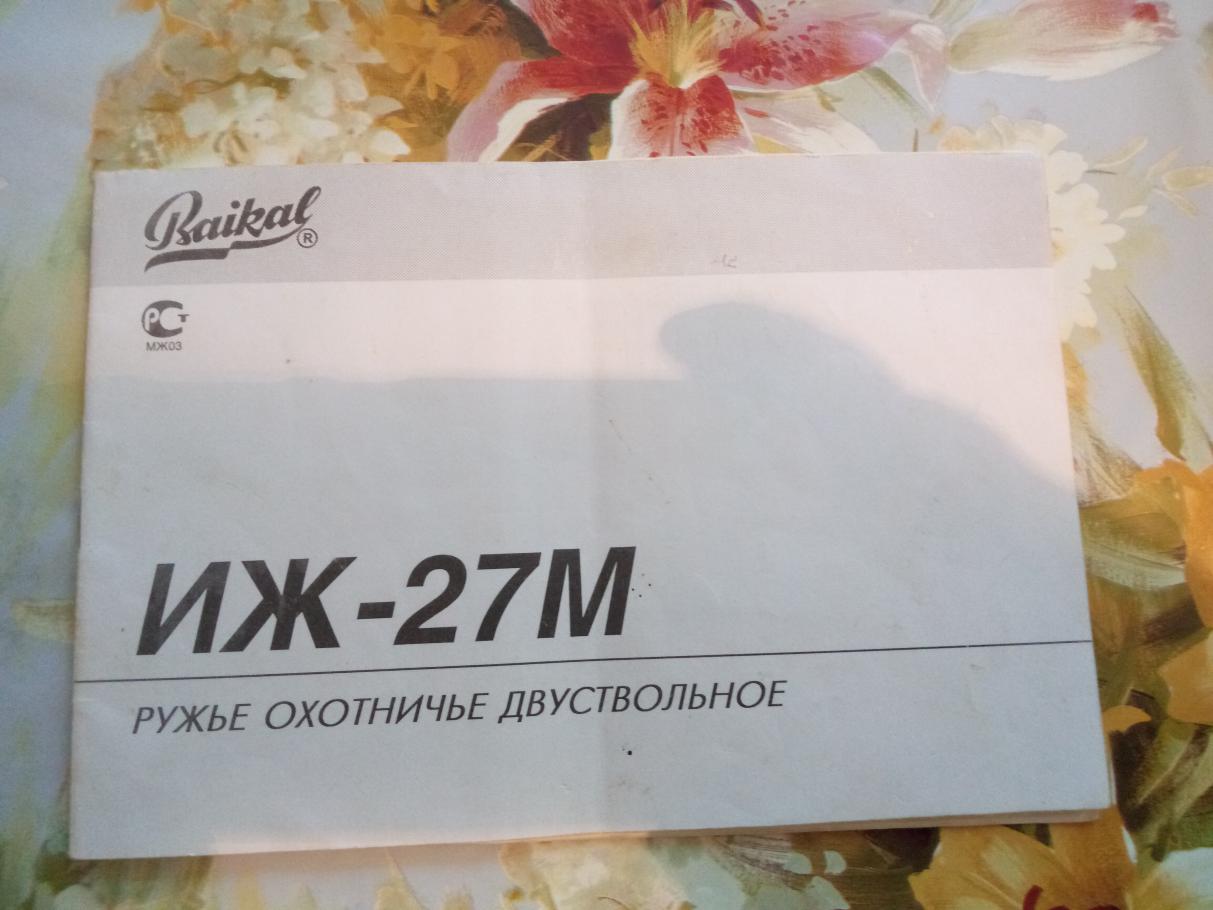 Baikal ®
РСТ
МЖ03
ИЖ-27М
РУЖЬЕ ОХОТНИЧЬЕ ДВУСТВОЛЬНОЕ